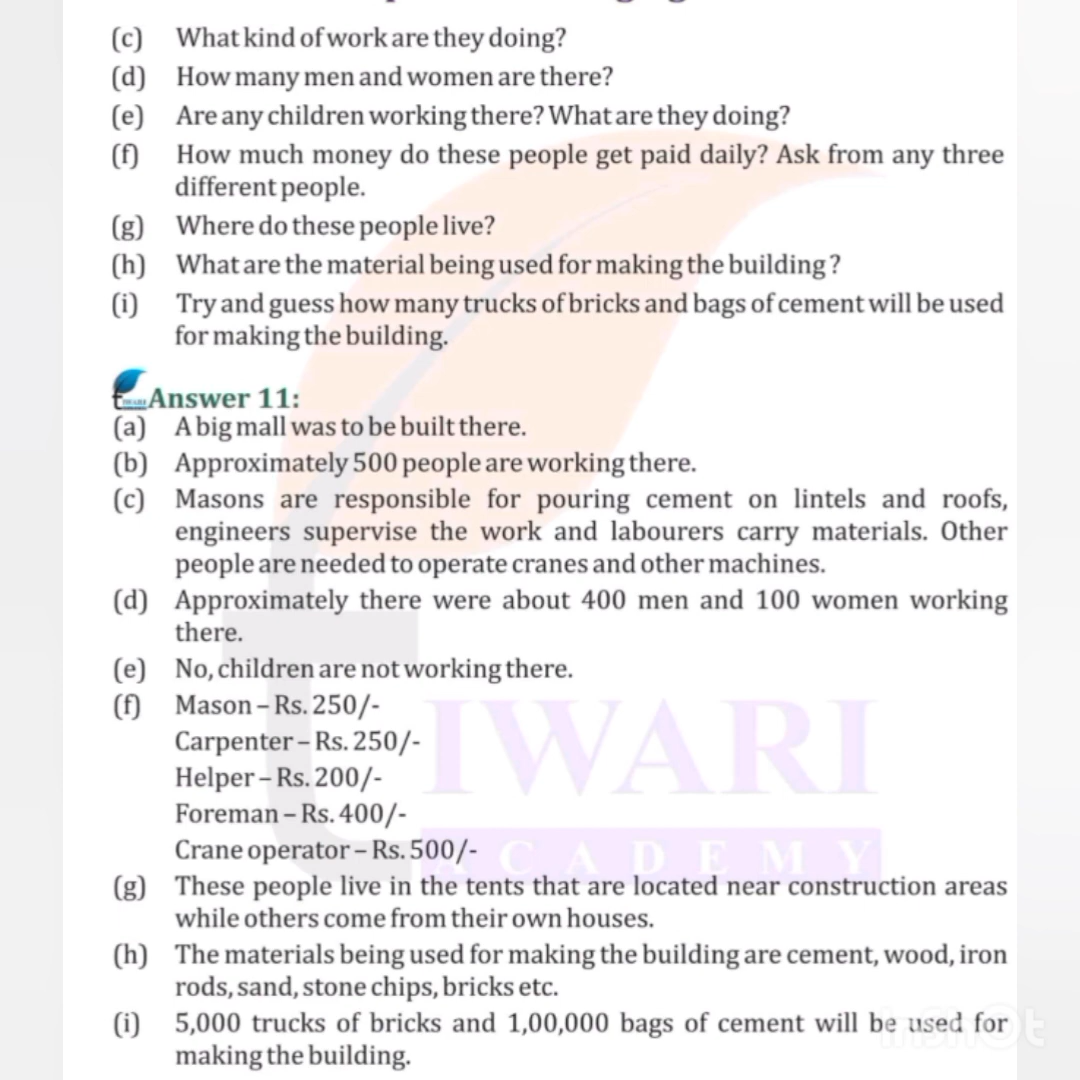 (c) What kind of work are they doing?
(d) How many men and women are there?
(e) Are any children working there? What are they doing?
(f) How much money do these people get paid daily? Ask from any three
different people.
(g) Where do these people live?
(h) What are the material being used for making the building?
(i) Try and guess how many trucks of bricks and bags of cement will be used
for making the building.
Answer 11:
(a) A big mall was to be built there.
(b) Approximately 500 people are working there.
(c) Masons are responsible for pouring cement on lintels and roofs,
engineers supervise the work and labourers carry materials. Other
people are needed to operate cranes and other machines.
(d) Approximately there were about 400 men and 100 women working
there.
(e) No, children are not working there.
(f) Mason – Rs. 250/-
Carpenter – Rs. 250/-
Helper – Rs. 200/-
Foreman – Rs. 400/-
Crane operator – Rs. 500/-
IWARI
ACADEMY
(g) These people live in the tents that are located near construction areas
while others come from their own houses.
(h) The materials being used for making the building are cement, wood, iron
rods, sand, stone chips, bricks etc.
(i) 5,000 trucks of bricks and 1,00,000 bags of cement will be used for
making the building.
InShot